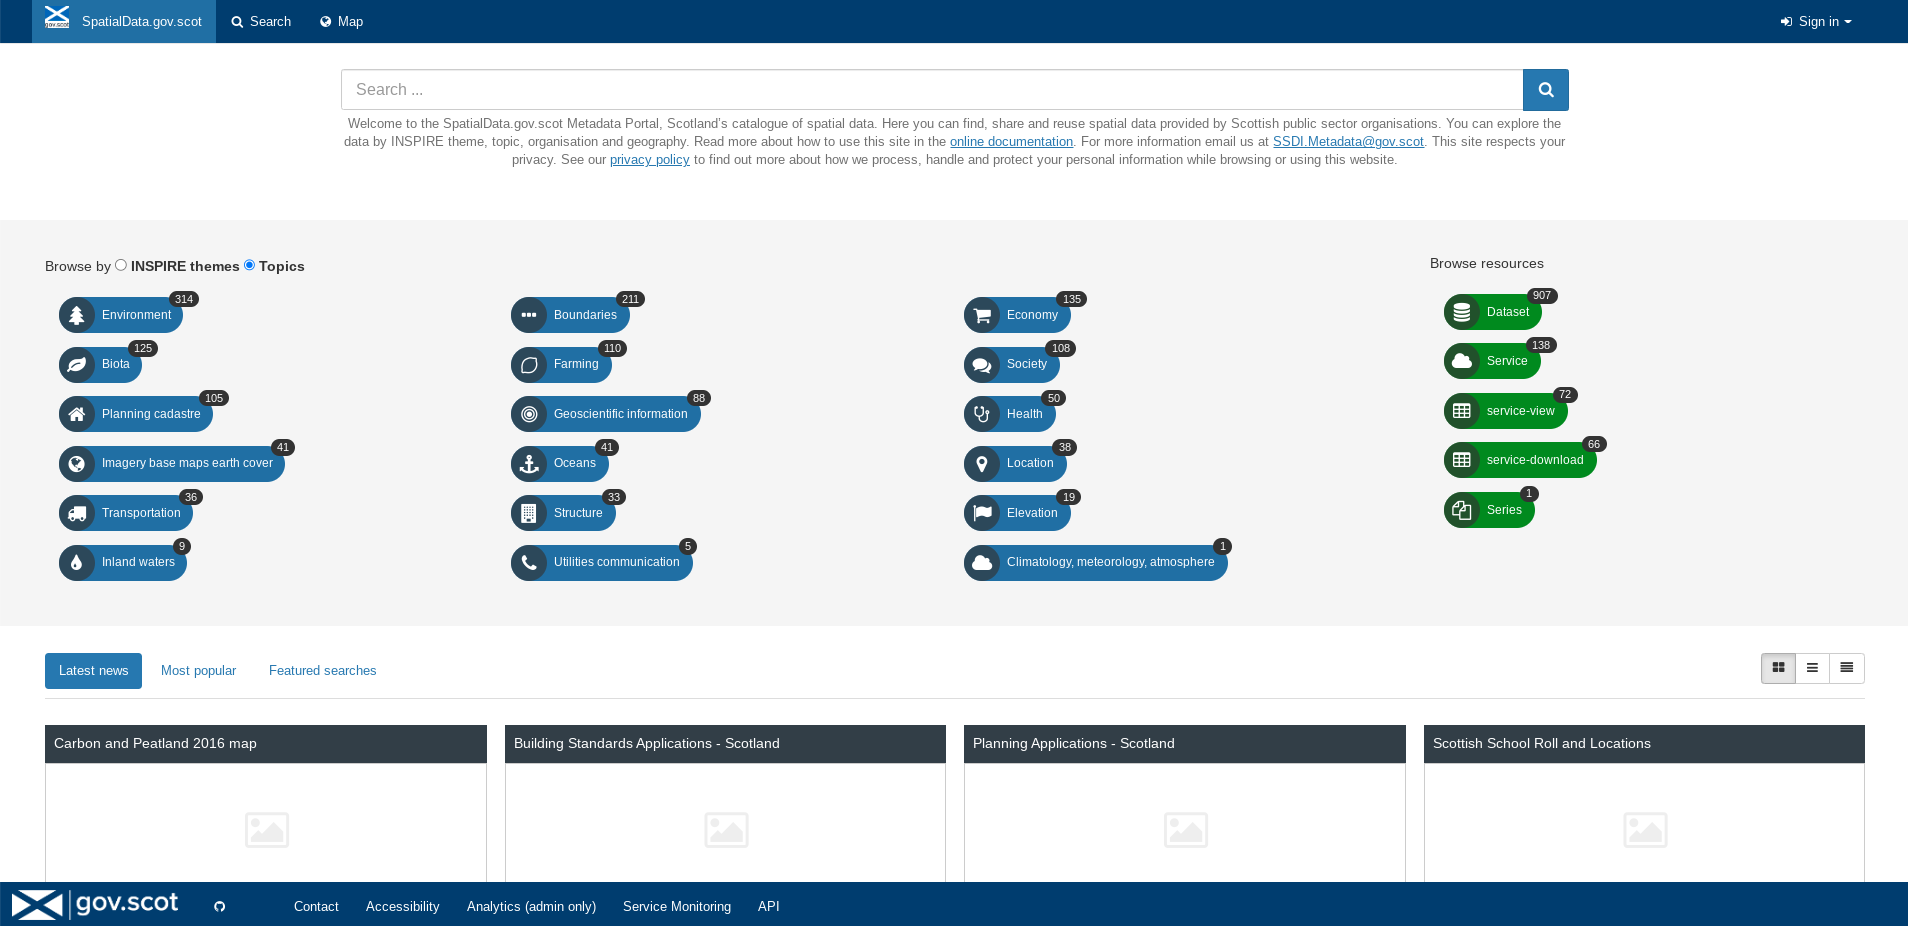 gov.scot SpatialData.gov.scot Search Map Sign in
Search ...
Welcome to the SpatialData.gov.scot Metadata Portal, Scotland's catalogue of spatial data. Here you can find, share and reuse spatial data provided by Scottish public sector organisations. You can explore the
data by INSPIRE theme, topic, organisation and geography. Read more about how to use this site in the online documentation. For more information email us at SSDI.Metadata@gov.scot. This site respects your
privacy. See our privacy policy to find out more about how we process, handle and protect your personal information while browsing or using this website.
Browse by INSPIRE themes Topics
Environment 314
Boundaries 211
Economy 135
Biota 125
Farming 110
Society 108
Planning cadastre 105
Geoscientific information 88
Health 50
Imagery base maps earth cover 41
Oceans 41
Location 38
Transportation 36
Structure 33
Elevation 19
Inland waters 9
Utilities communication 5
Climatology, meteorology, atmosphere 1
Browse resources
Dataset 907
Service 138
service-view 72
service-download 66
Series 1
Latest news Most popular Featured searches
Carbon and Peatland 2016 map
Building Standards Applications - Scotland
Planning Applications - Scotland
Scottish School Roll and Locations
gov.scot Contact Accessibility Analytics (admin only) Service Monitoring API